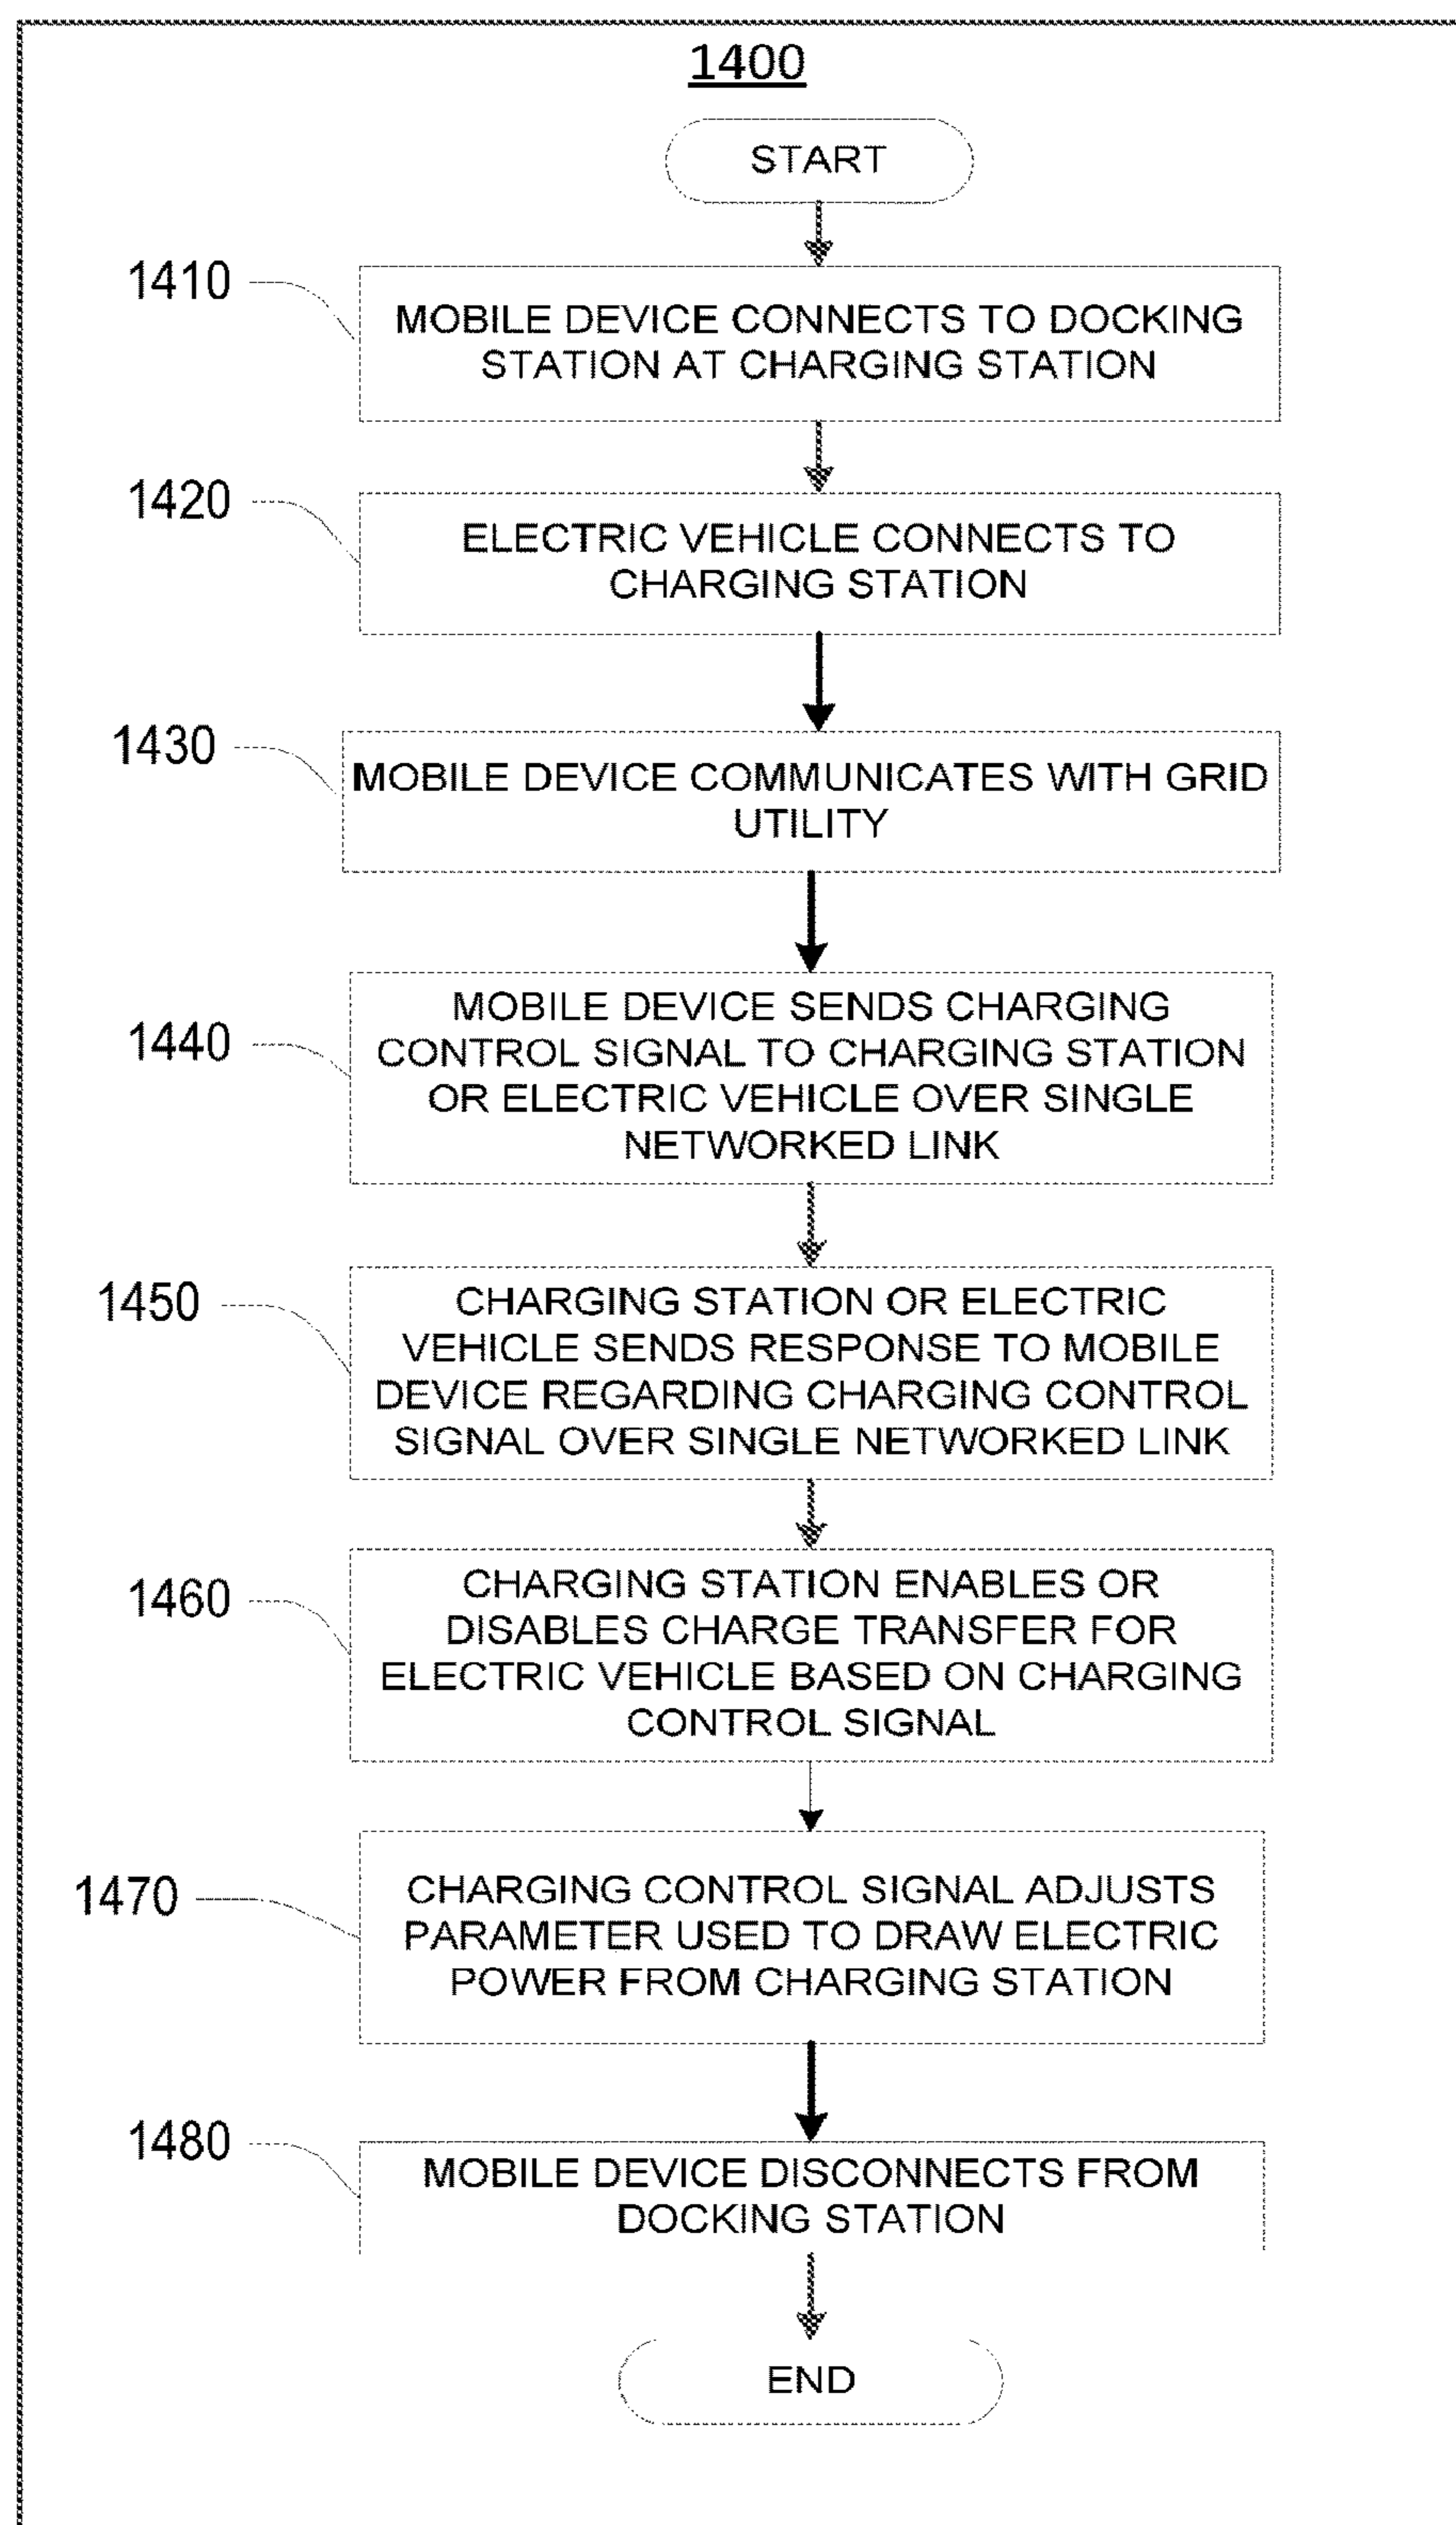 1400
START
1410
MOBILE DEVICE CONNECTS TO DOCKING
STATION AT CHARGING STATION
1420
ELECTRIC VEHICLE CONNECTS TO
CHARGING STATION
1430
MOBILE DEVICE COMMUNICATES WITH GRID
UTILITY
1440
MOBILE DEVICE SENDS CHARGING
CONTROL SIGNAL TO CHARGING STATION
OR ELECTRIC VEHICLE OVER SINGLE
NETWORKED LINK
1450
CHARGING STATION OR ELECTRIC
VEHICLE SENDS RESPONSE TO MOBILE
DEVICE REGARDING CHARGING CONTROL
SIGNAL OVER SINGLE NETWORKED LINK
1460
CHARGING STATION ENABLES OR
DISABLES CHARGE TRANSFER FOR
ELECTRIC VEHICLE BASED ON CHARGING
CONTROL SIGNAL
1470
CHARGING CONTROL SIGNAL ADJUSTS
PARAMETER USED TO DRAW ELECTRIC
POWER FROM CHARGING STATION
1480
MOBILE DEVICE DISCONNECTS FROM
DOCKING STATION
END